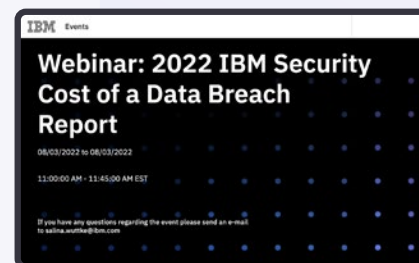 IBM Events
Webinar: 2022 IBM Security
Cost of a Data Breach
Report
08/03/2022 to 08/03/2022
11:00:00 AM - 11:45:00 AM EST
If you have any questions regarding the event please send an e-mail
to salina.wuttke@ibm.com